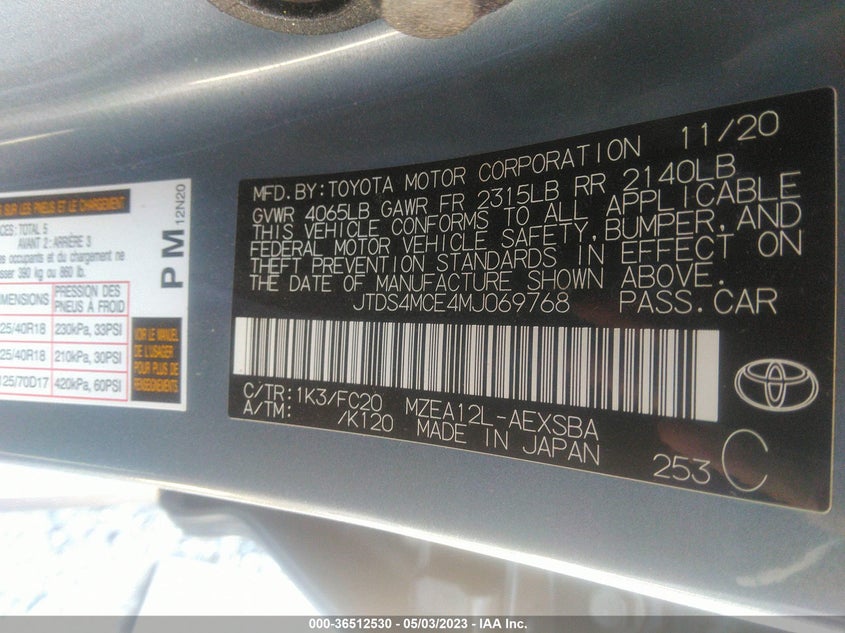 11/20
MFD.BY:TOYOTA MOTOR CORPORATION
GVWR 4065LB GAWR FR 2315LB RR 2140LB
THIS VEHICLE CONFORMS TO ALL APPLICABLE
FEDERAL MOTOR VEHICLE SAFETY,BUMPER,AND
THEFT PREVENTION STANDARDS IN EFFECT ON
THE DATE OF MANUFACTURE SHOWN ABOVE.
JTDS4MCE4MJ069768 PASS.CAR
C/TR: 1K3/FC20 MZEA12L-AEXSBA
A/TM: /K120 MADE IN JAPAN
253 C
SUR LES PNEUS ET LE CHARGEMENT
TOTAL 5
AVANT 2: ARRIÈRE 3
occupants et du chargement ne
390 kg ou 860 lb.
PM 12N20
PRESSION DES
PNEUS À FROID
25/40R18 230kPa, 33PSI
25/40R18 210kPa, 30PSI
125/70D17 420kPa, 60PSI
VOIR LE MANUEL
DE L'USAGER
POUR PLUS DE
RENSEIGNEMENTS
000-36512530 - 05/03/2023 - IAA Inc.